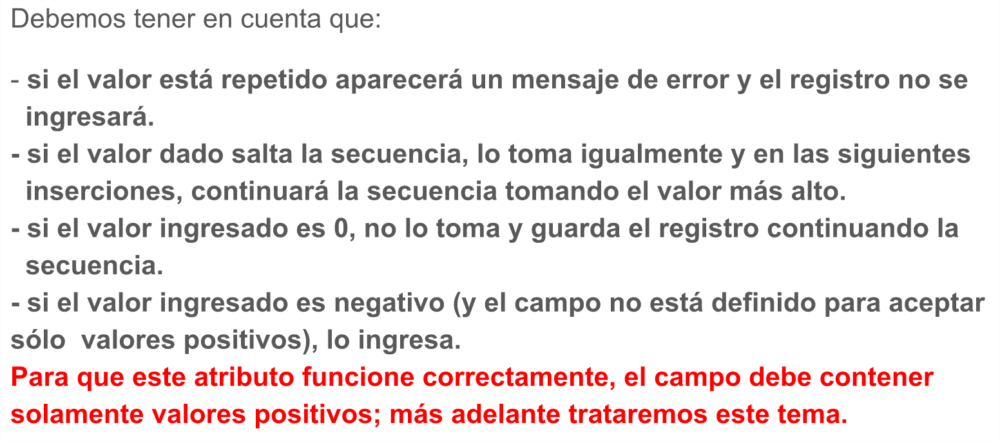 Debemos tener en cuenta que:
- si el valor está repetido aparecerá un mensaje de error y el registro no se
ingresará.
- si el valor dado salta la secuencia, lo toma igualmente y en las siguientes
inserciones, continuará la secuencia tomando el valor más alto.
- si el valor ingresado es 0, no lo toma y guarda el registro continuando la
secuencia.
- si el valor ingresado es negativo (y el campo no está definido para aceptar
sólo  valores positivos), lo ingresa.
Para que este atributo funcione correctamente, el campo debe contener
solamente valores positivos; más adelante trataremos este tema.